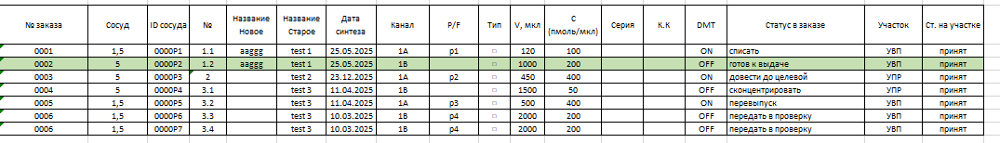 № заказа Сосуд ID сосуда № Название Новое Название Старое Дата синтеза Канал P/F Тип V, мкл C (пмоль/мкл) Серия К.К DMT Статус в заказе Участок Ст. на участке
0001 1,5 0000P1 1.1 aaggg test 1 25.05.2025 1A p1 120 100 ON списать УВП принят
0002 5 0000P2 1.2 aaggg test 1 25.05.2025 1B 1000 200 OFF готов к выдаче УВП принят
0003 5 0000P3 2 test 2 23.12.2025 1A p2 450 400 ON довести до целевой УПР принят
0004 5 0000P4 3.1 test 3 11.04.2025 1B 1500 50 OFF сконцентрировать УПР принят
0005 1,5 0000P5 3.2 test 3 11.04.2025 1A p3 500 400 ON перевыпуск УВП принят
0006 1,5 0000P6 3.3 test 3 10.03.2025 1B p4 2000 200 OFF передать в проверку УВП принят
0006 1,5 0000P7 3.4 test 3 10.03.2025 1B p4 2000 200 OFF передать в проверку УВП принят